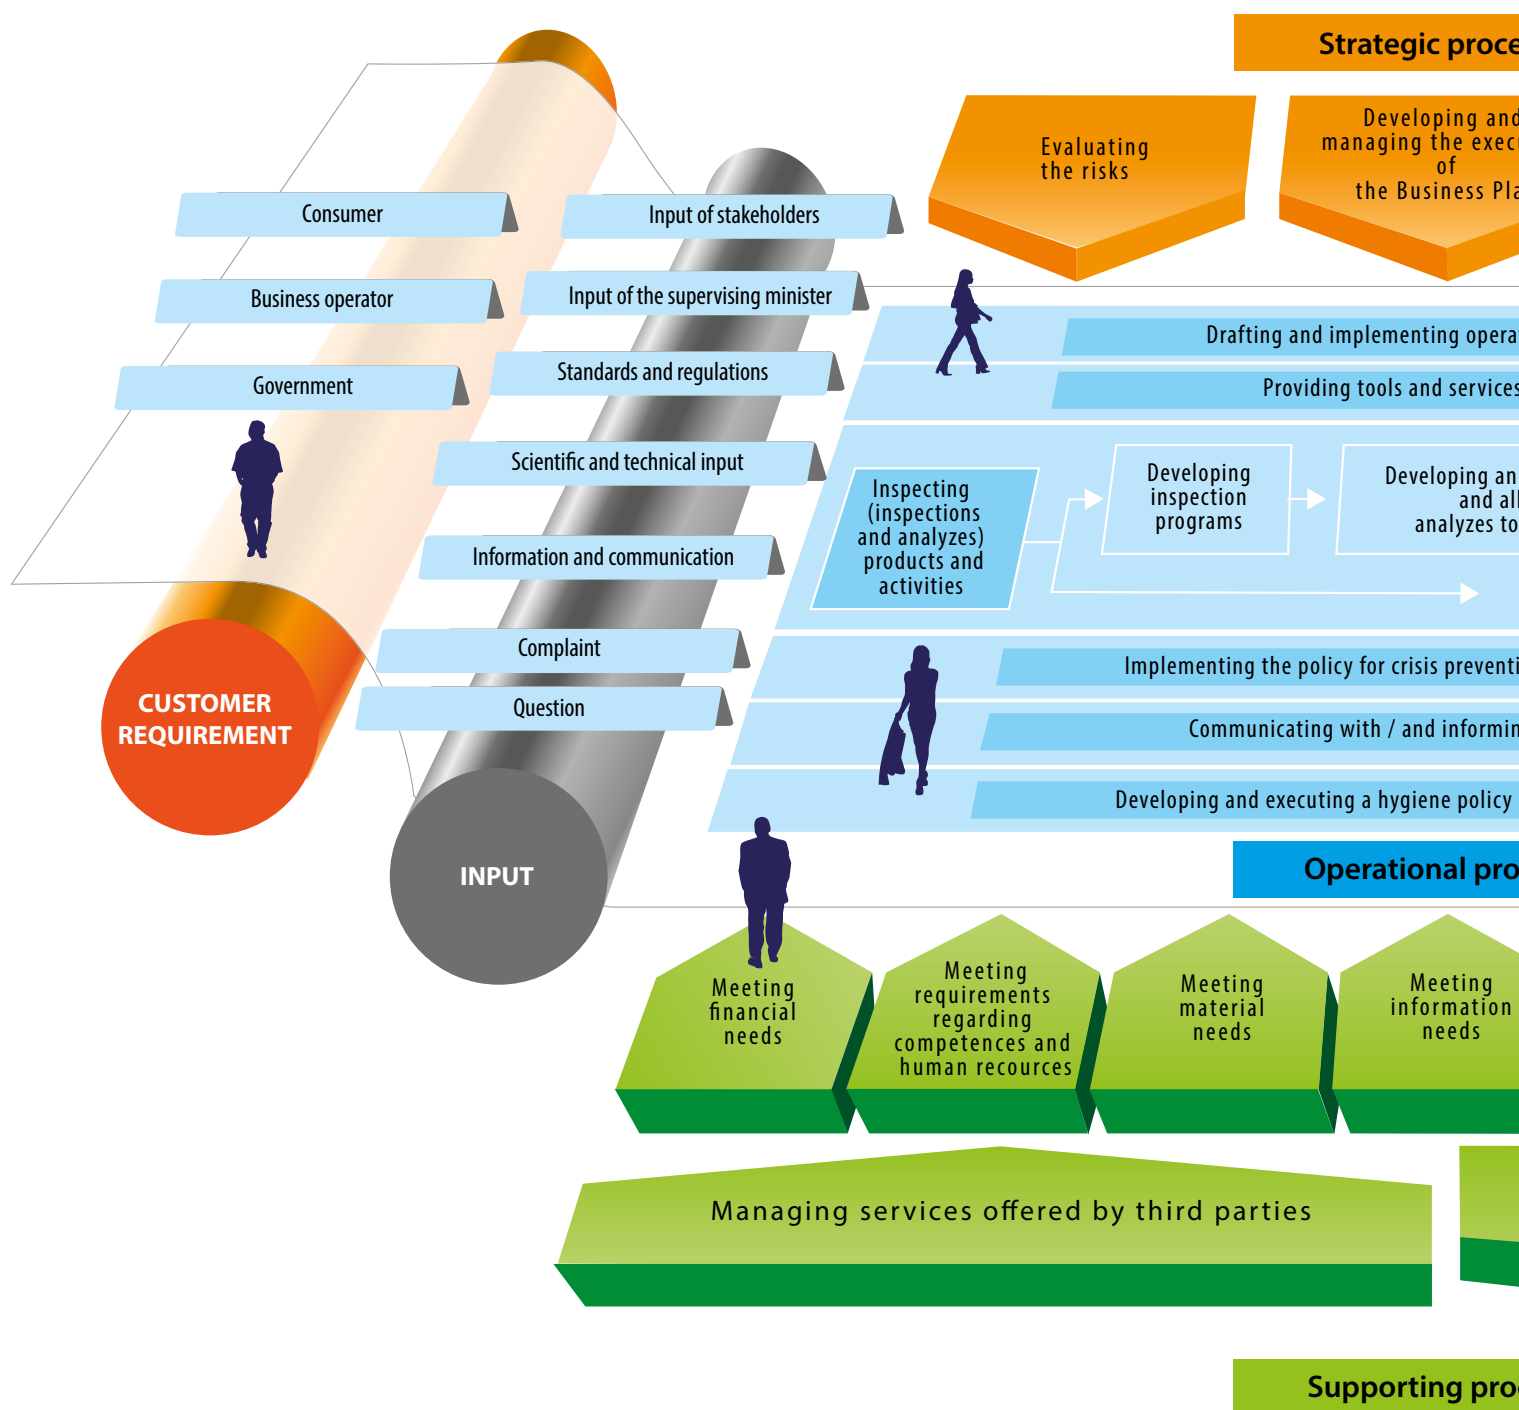 Strategic proce
Evaluating
the risks
Developing and
managing the execu
of
the Business Pla
Consumer
Business operator
Government
CUSTOMER
REQUIREMENT
Input of stakeholders
Input of the supervising minister
Standards and regulations
Scientific and technical input
Information and communication
Complaint
Question
INPUT
Drafting and implementing opera
Providing tools and services
Inspecting
(inspections
and analyzes)
products and
activities
Developing
inspection
programs
Developing an
and all
analyzes to
Implementing the policy for crisis preventi
Communicating with / and informin
Developing and executing a hygiene policy
Operational pro
Meeting
financial
needs
Meeting
requirements
regarding
competences and
human recources
Meeting
material
needs
Meeting
information
needs
Managing services offered by third parties
Supporting pro